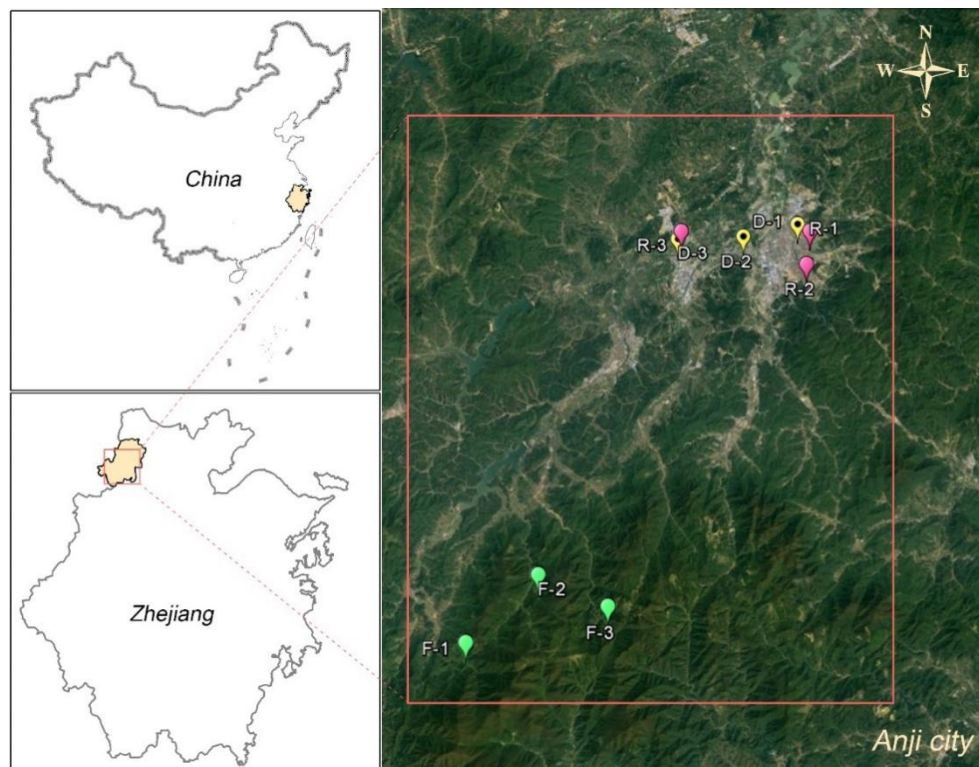 China
Zhejiang
N
W E
S
D-1
R-1
R-3
D-3
D-2
R-2
F-2
F-3
F-1
Anji city